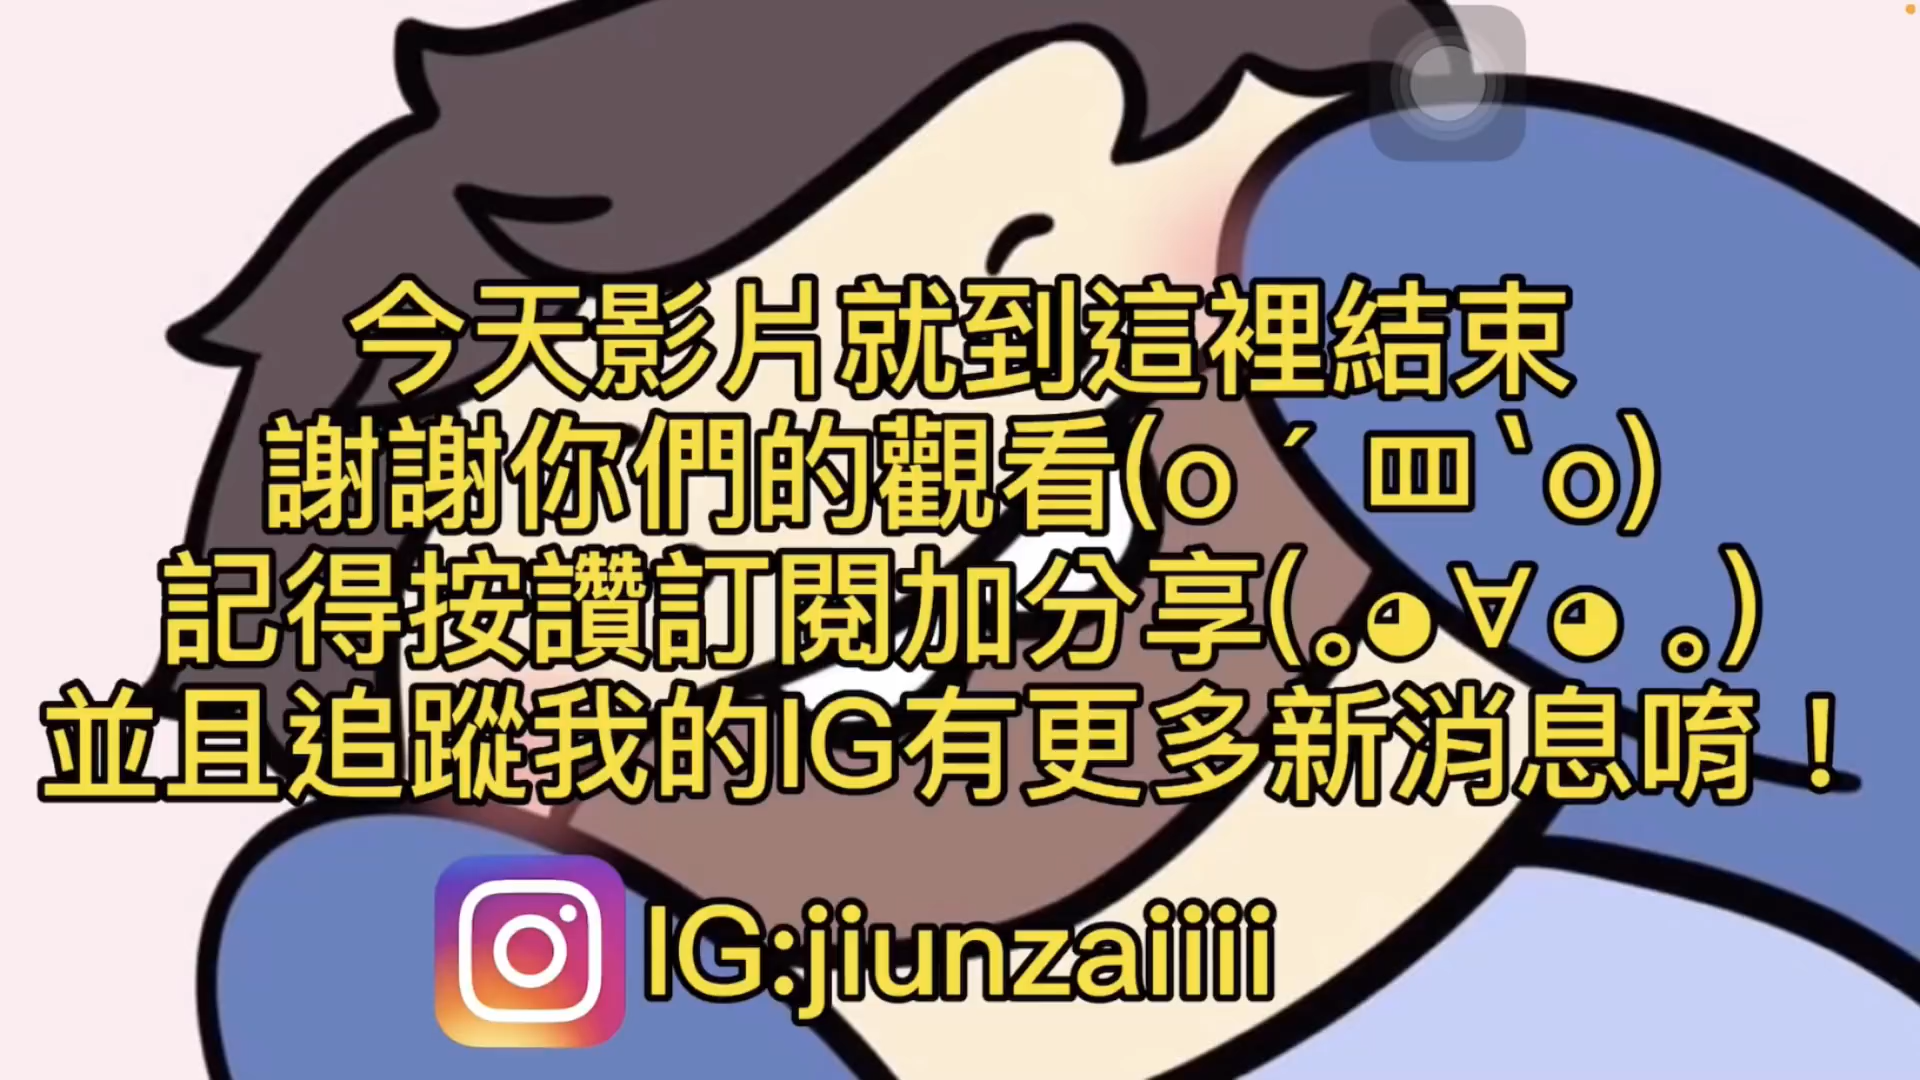 今天影片就到這裡結束
謝謝你們的觀看(o´罒`o)
記得按讚訂閱加分享(｡◕∀◕｡)
並且追蹤我的IG有更多新消息唷！
IG:jiunzaiiii